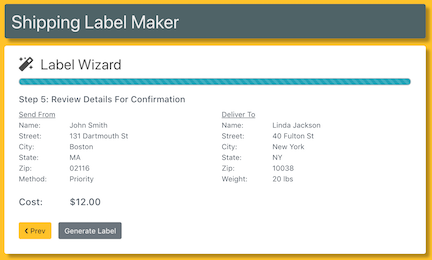 Shipping Label Maker
Label Wizard
Step 5: Review Details For Confirmation
Send From
Name: John Smith
Street: 131 Dartmouth St
City: Boston
State: MA
Zip: 02116
Method: Priority
Deliver To
Name: Linda Jackson
Street: 40 Fulton St
City: New York
State: NY
Zip: 10038
Weight: 20 lbs
Cost: $12.00
Prev
Generate Label